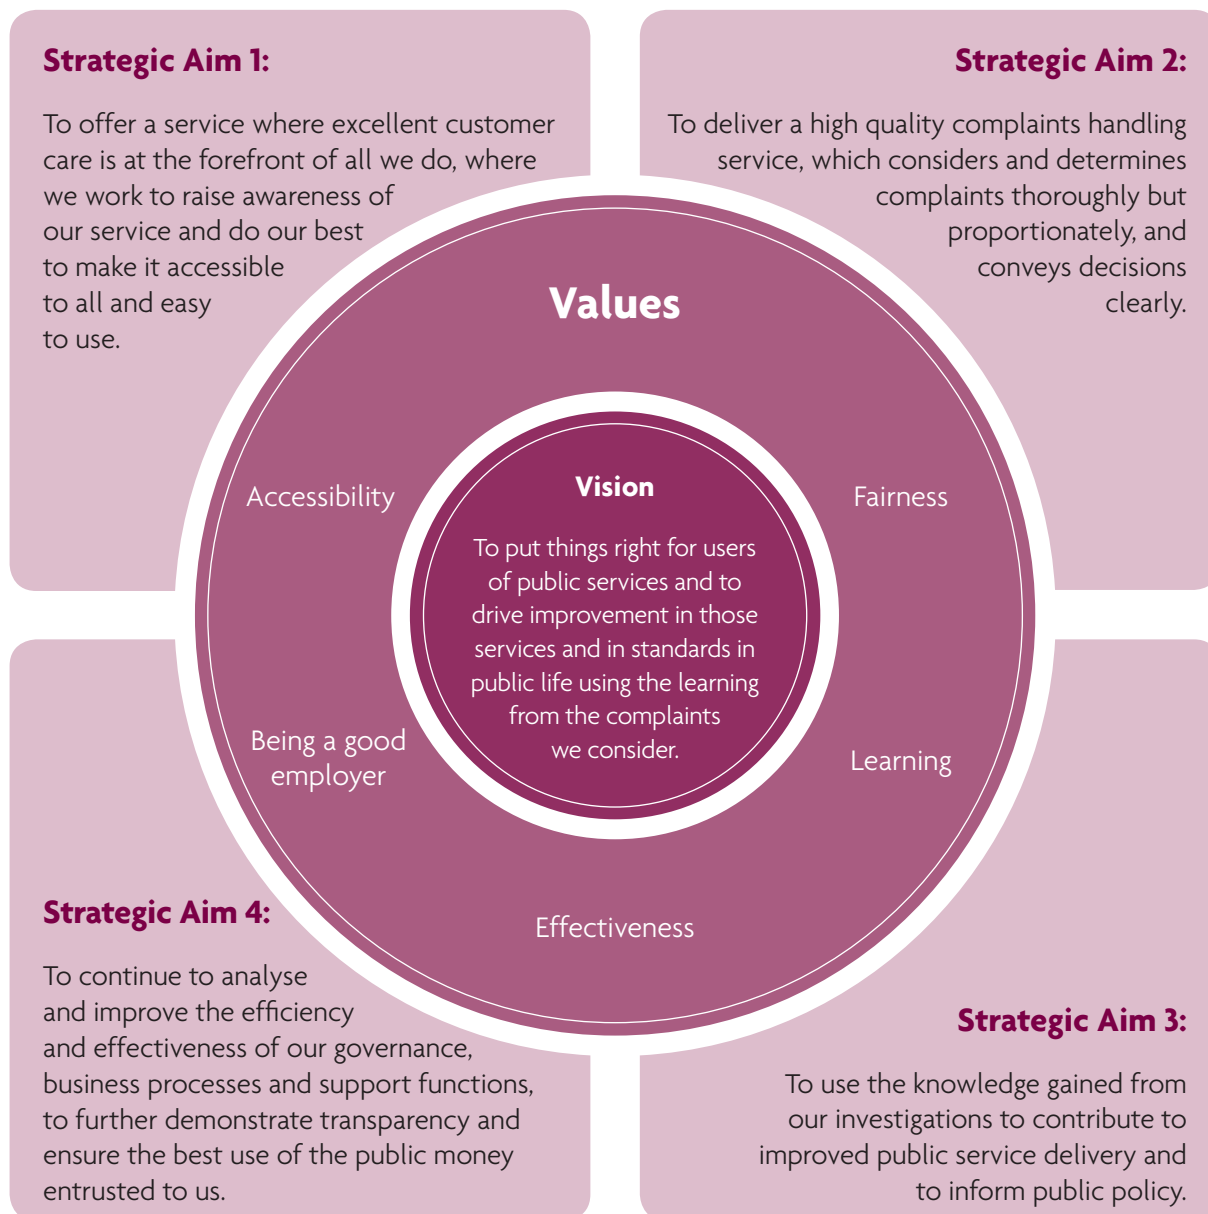 Strategic Aim 1:
To offer a service where excellent customer
care is at the forefront of all we do, where
we work to raise awareness of
our service and do our best
to make it accessible
to all and easy
to use.
Strategic Aim 2:
To deliver a high quality complaints handling
service, which considers and determines
complaints thoroughly but
proportionately, and
conveys decisions
clearly.
Values
Accessibility
Fairness
Vision
To put things right for users
of public services and to
drive improvement in those
services and in standards in
public life using the learning
from the complaints
we consider.
Being a good
employer
Learning
Effectiveness
Strategic Aim 4:
To continue to analyse
and improve the efficiency
and effectiveness of our governance,
business processes and support functions,
to further demonstrate transparency and
ensure the best use of the public money
entrusted to us.
Strategic Aim 3:
To use the knowledge gained from
our investigations to contribute to
improved public service delivery and
to inform public policy.